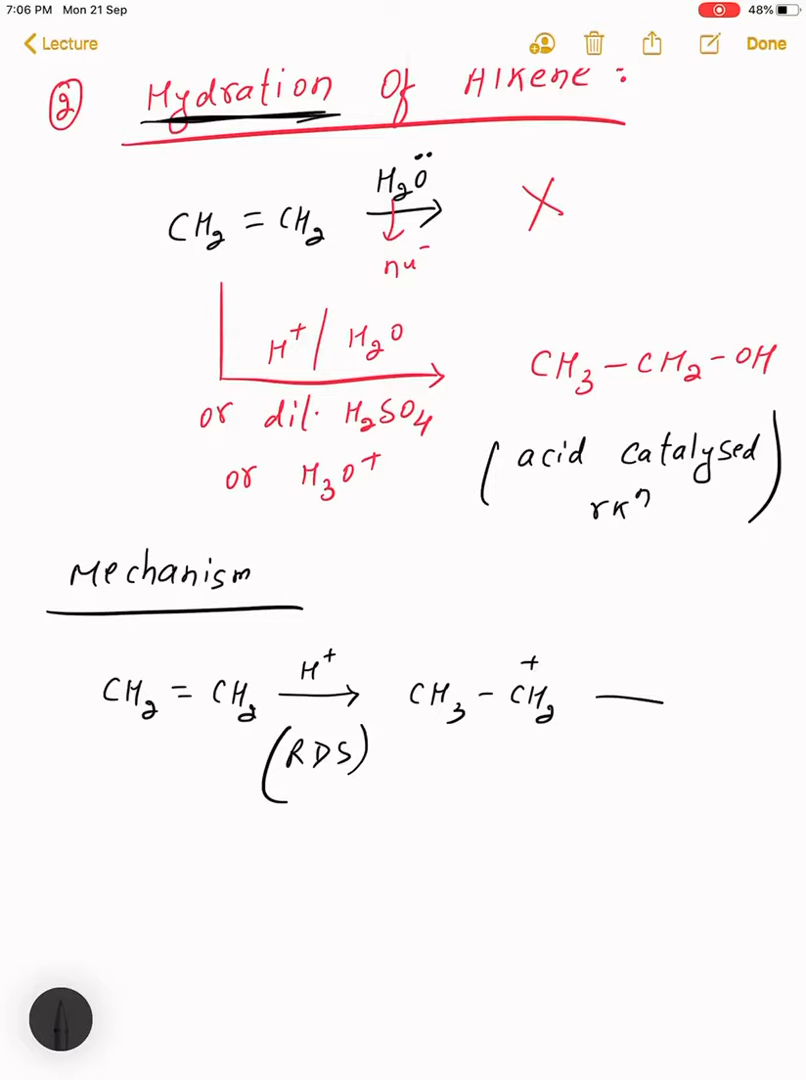 7:06 PM Mon 21 Sep 48%
Lecture Done
② Hydration Of Alkene :
CH₂ = CH₂ H₂Ö X
nu⁻
H⁺ / H₂O CH₃ – CH₂ – OH
or dil. H₂SO₄
or H₃O⁺
(acid catalysed
rxⁿ)
Mechanism
CH₂ = CH₂ H⁺ → CH₃ – C⁺H₂ —
(RDS)